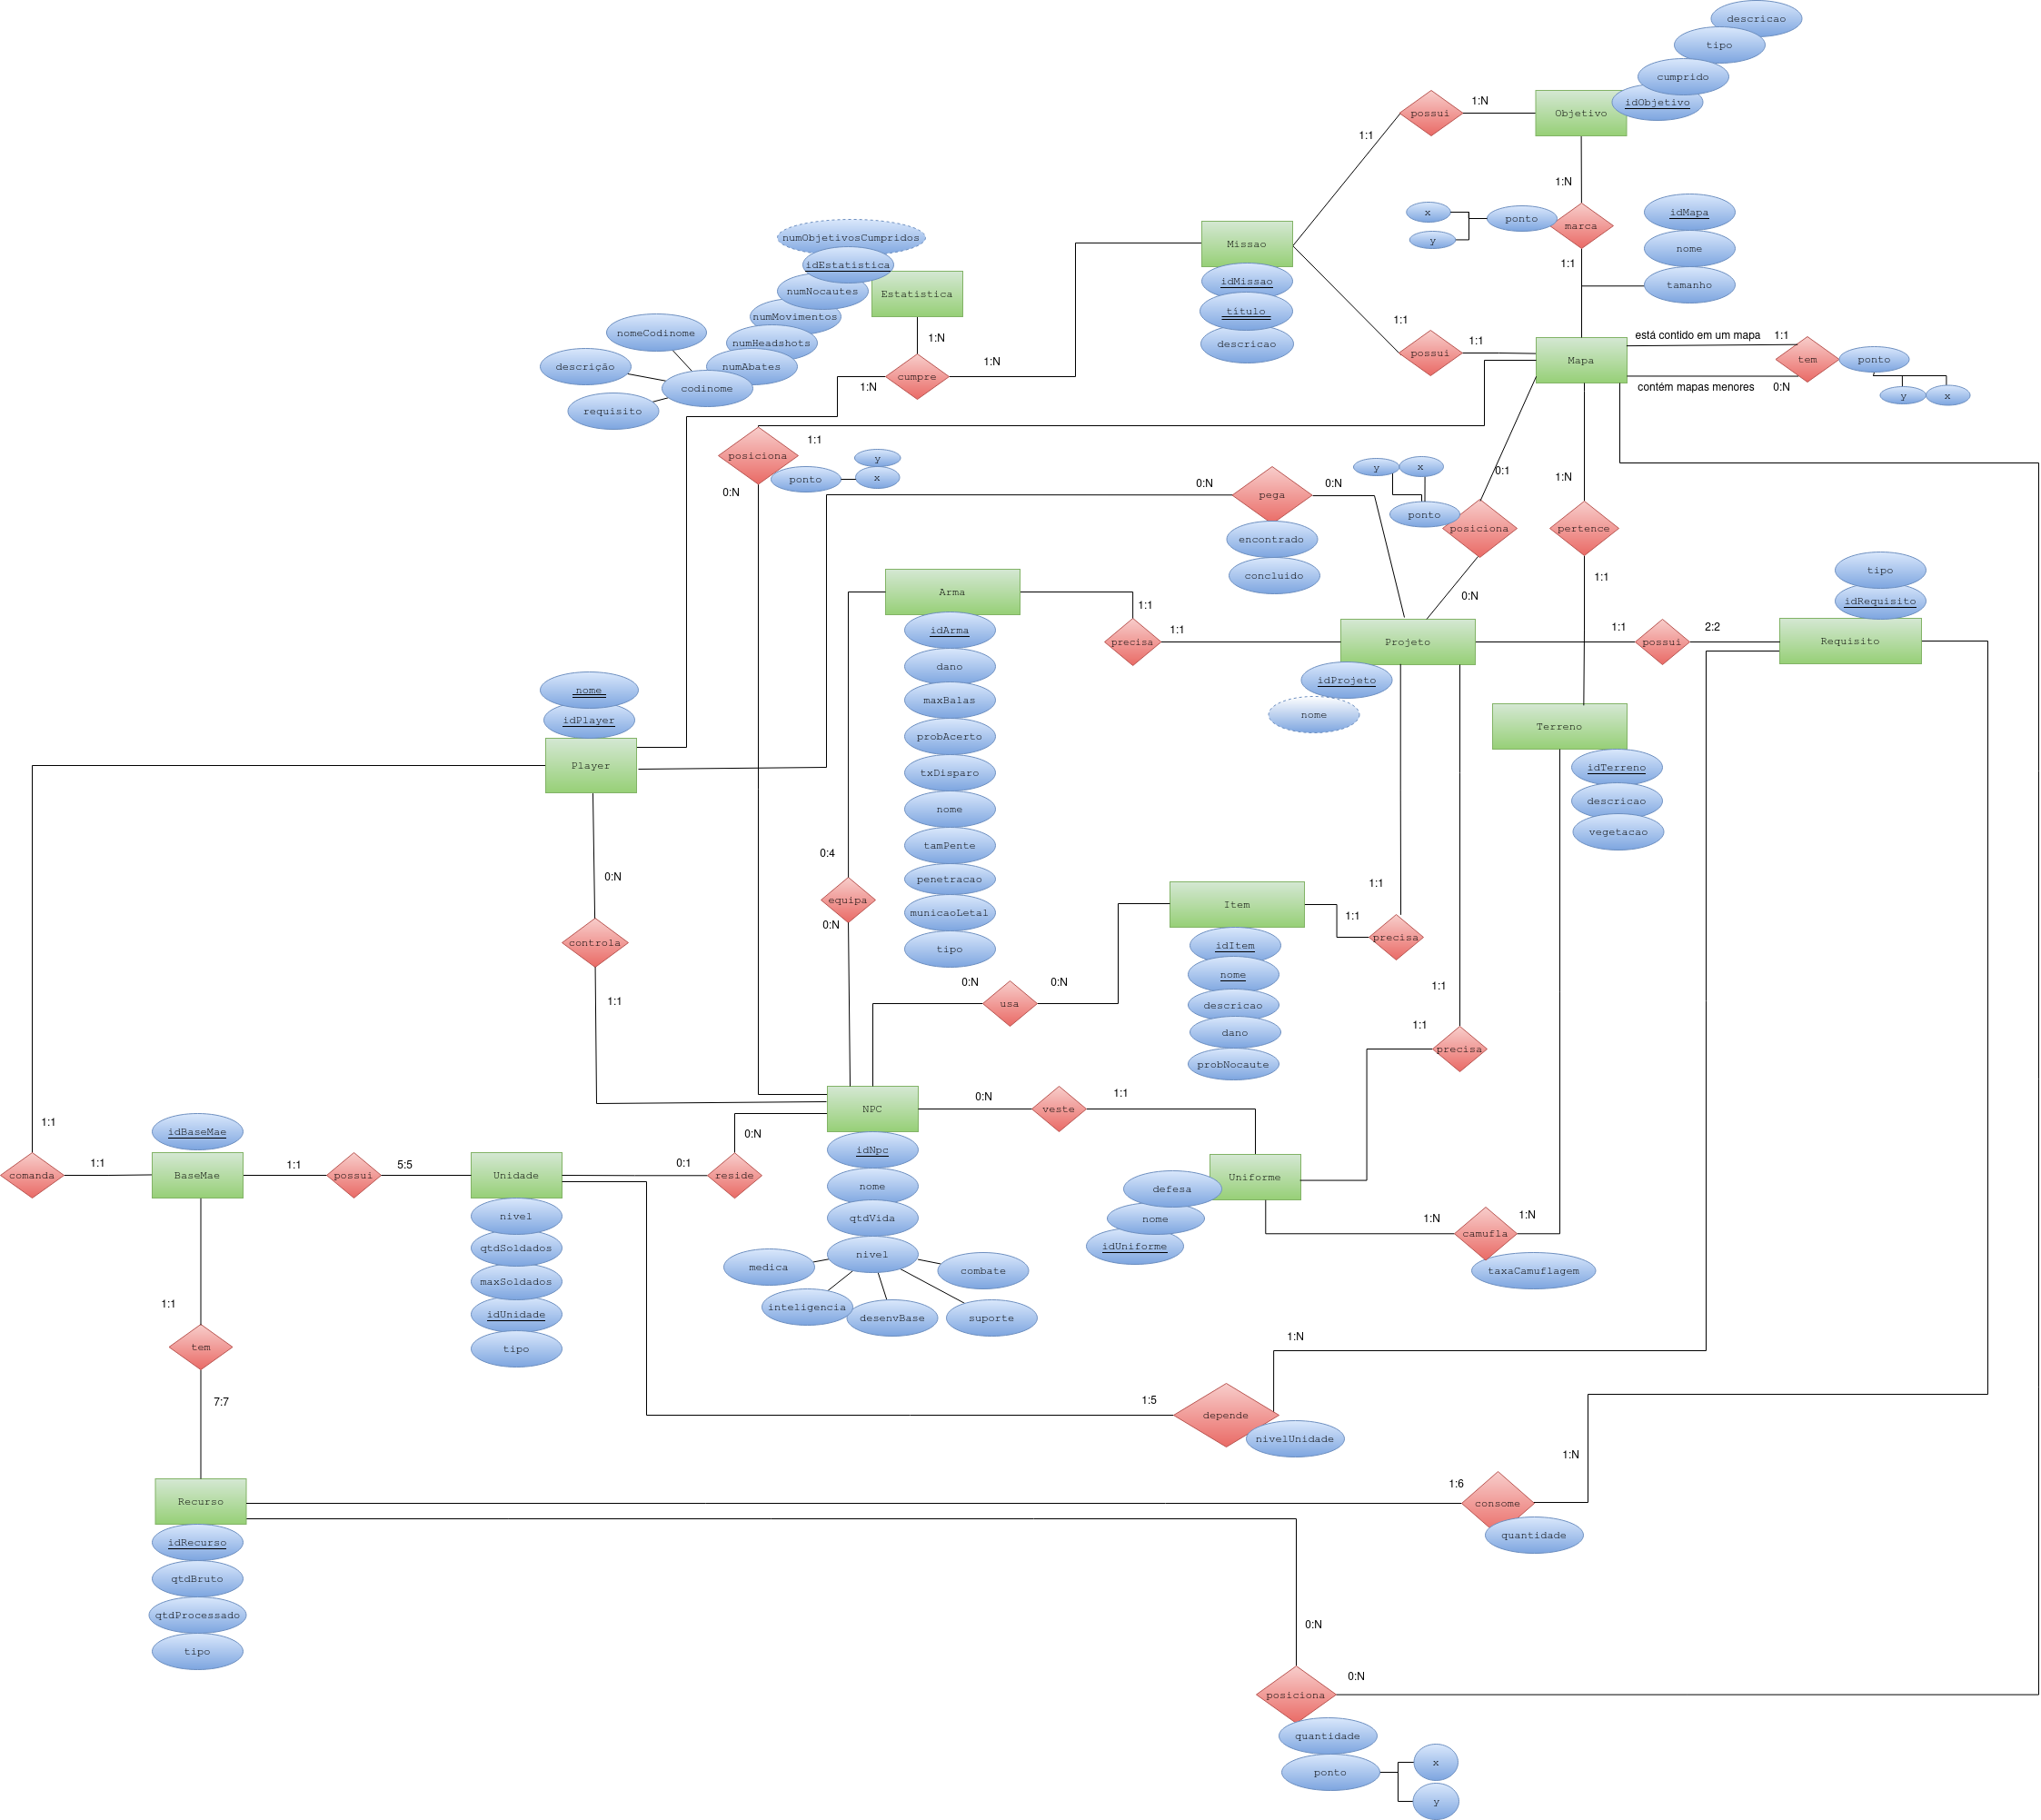 descricao
tipo
cumprido
idObjetivo
Objetivo
possui
1:N
1:1
1:N
marca
ponto
x
y
1:1
idMapa
nome
tamanho
Missao
idMissao
titulo
descricao
1:1
possui
1:1
Mapa
está contido em um mapa
1:1
tem
contém mapas menores
0:N
ponto
y
x
numObjetivosCumpridos
idEstatistica
numNocautes
numMovimentos
numHeadshots
numAbates
codinome
nomeCodinome
descrição
requisito
Estatistica
1:N
cumpre
1:N
1:N
posiciona
1:1
ponto
y
x
0:N
0:N
pega
0:N
encontrado
concluido
y
x
ponto
posiciona
0:1
0:N
1:N
pertence
1:1
tipo
idRequisito
Requisito
2:2
possui
1:1
Projeto
idProjeto
nome
1:1
precisa
1:1
Arma
idArma
dano
maxBalas
probAcerto
txDisparo
nome
tamPente
penetracao
municaoLetal
tipo
Terreno
idTerreno
descricao
vegetacao
nome
idPlayer
Player
0:N
controla
1:1
0:4
equipa
0:N
Item
idItem
nome
descricao
dano
probNocaute
1:1
precisa
1:1
0:N
usa
0:N
1:1
precisa
1:1
NPC
idNpc
nome
qtdVida
nivel
medica
inteligencia
desenvBase
suporte
combate
0:N
veste
1:1
Uniforme
defesa
nome
idUniforme
1:N
camufla
1:N
taxaCamuflagem
1:1
comanda
1:1
idBaseMae
BaseMae
1:1
possui
5:5
Unidade
nivel
qtdSoldados
maxSoldados
idUnidade
tipo
0:1
reside
0:N
1:1
tem
7:7
1:5
depende
1:N
nivelUnidade
Recurso
idRecurso
qtdBruto
qtdProcessado
tipo
1:6
consome
1:N
quantidade
0:N
posiciona
0:N
quantidade
ponto
x
y